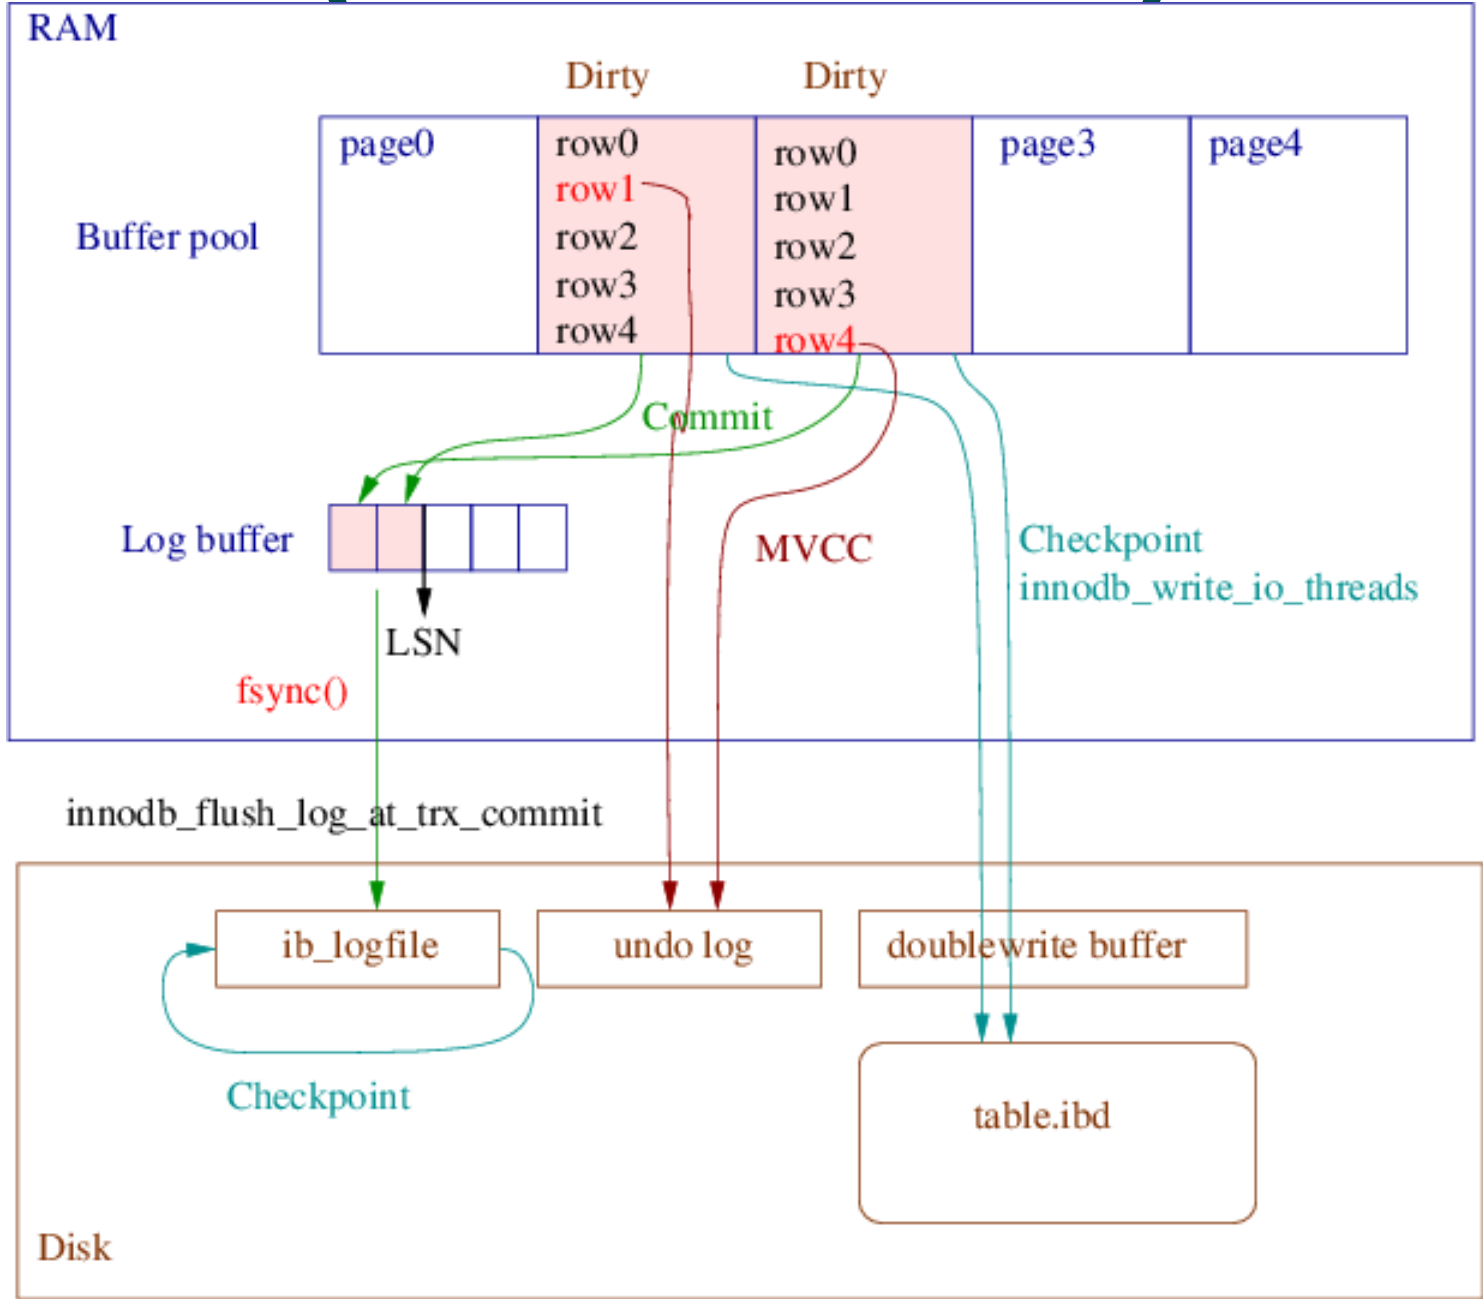 RAM
Dirty
Dirty
page0
row0
row1
row2
row3
row4
row0
row1
row2
row3
row4
page3
page4
Buffer pool
Commit
Log buffer
LSN
MVCC
Checkpoint
innodb_write_io_threads
fsync()
innodb_flush_log_at_trx_commit
ib_logfile
undo log
doublewrite buffer
Checkpoint
table.ibd
Disk